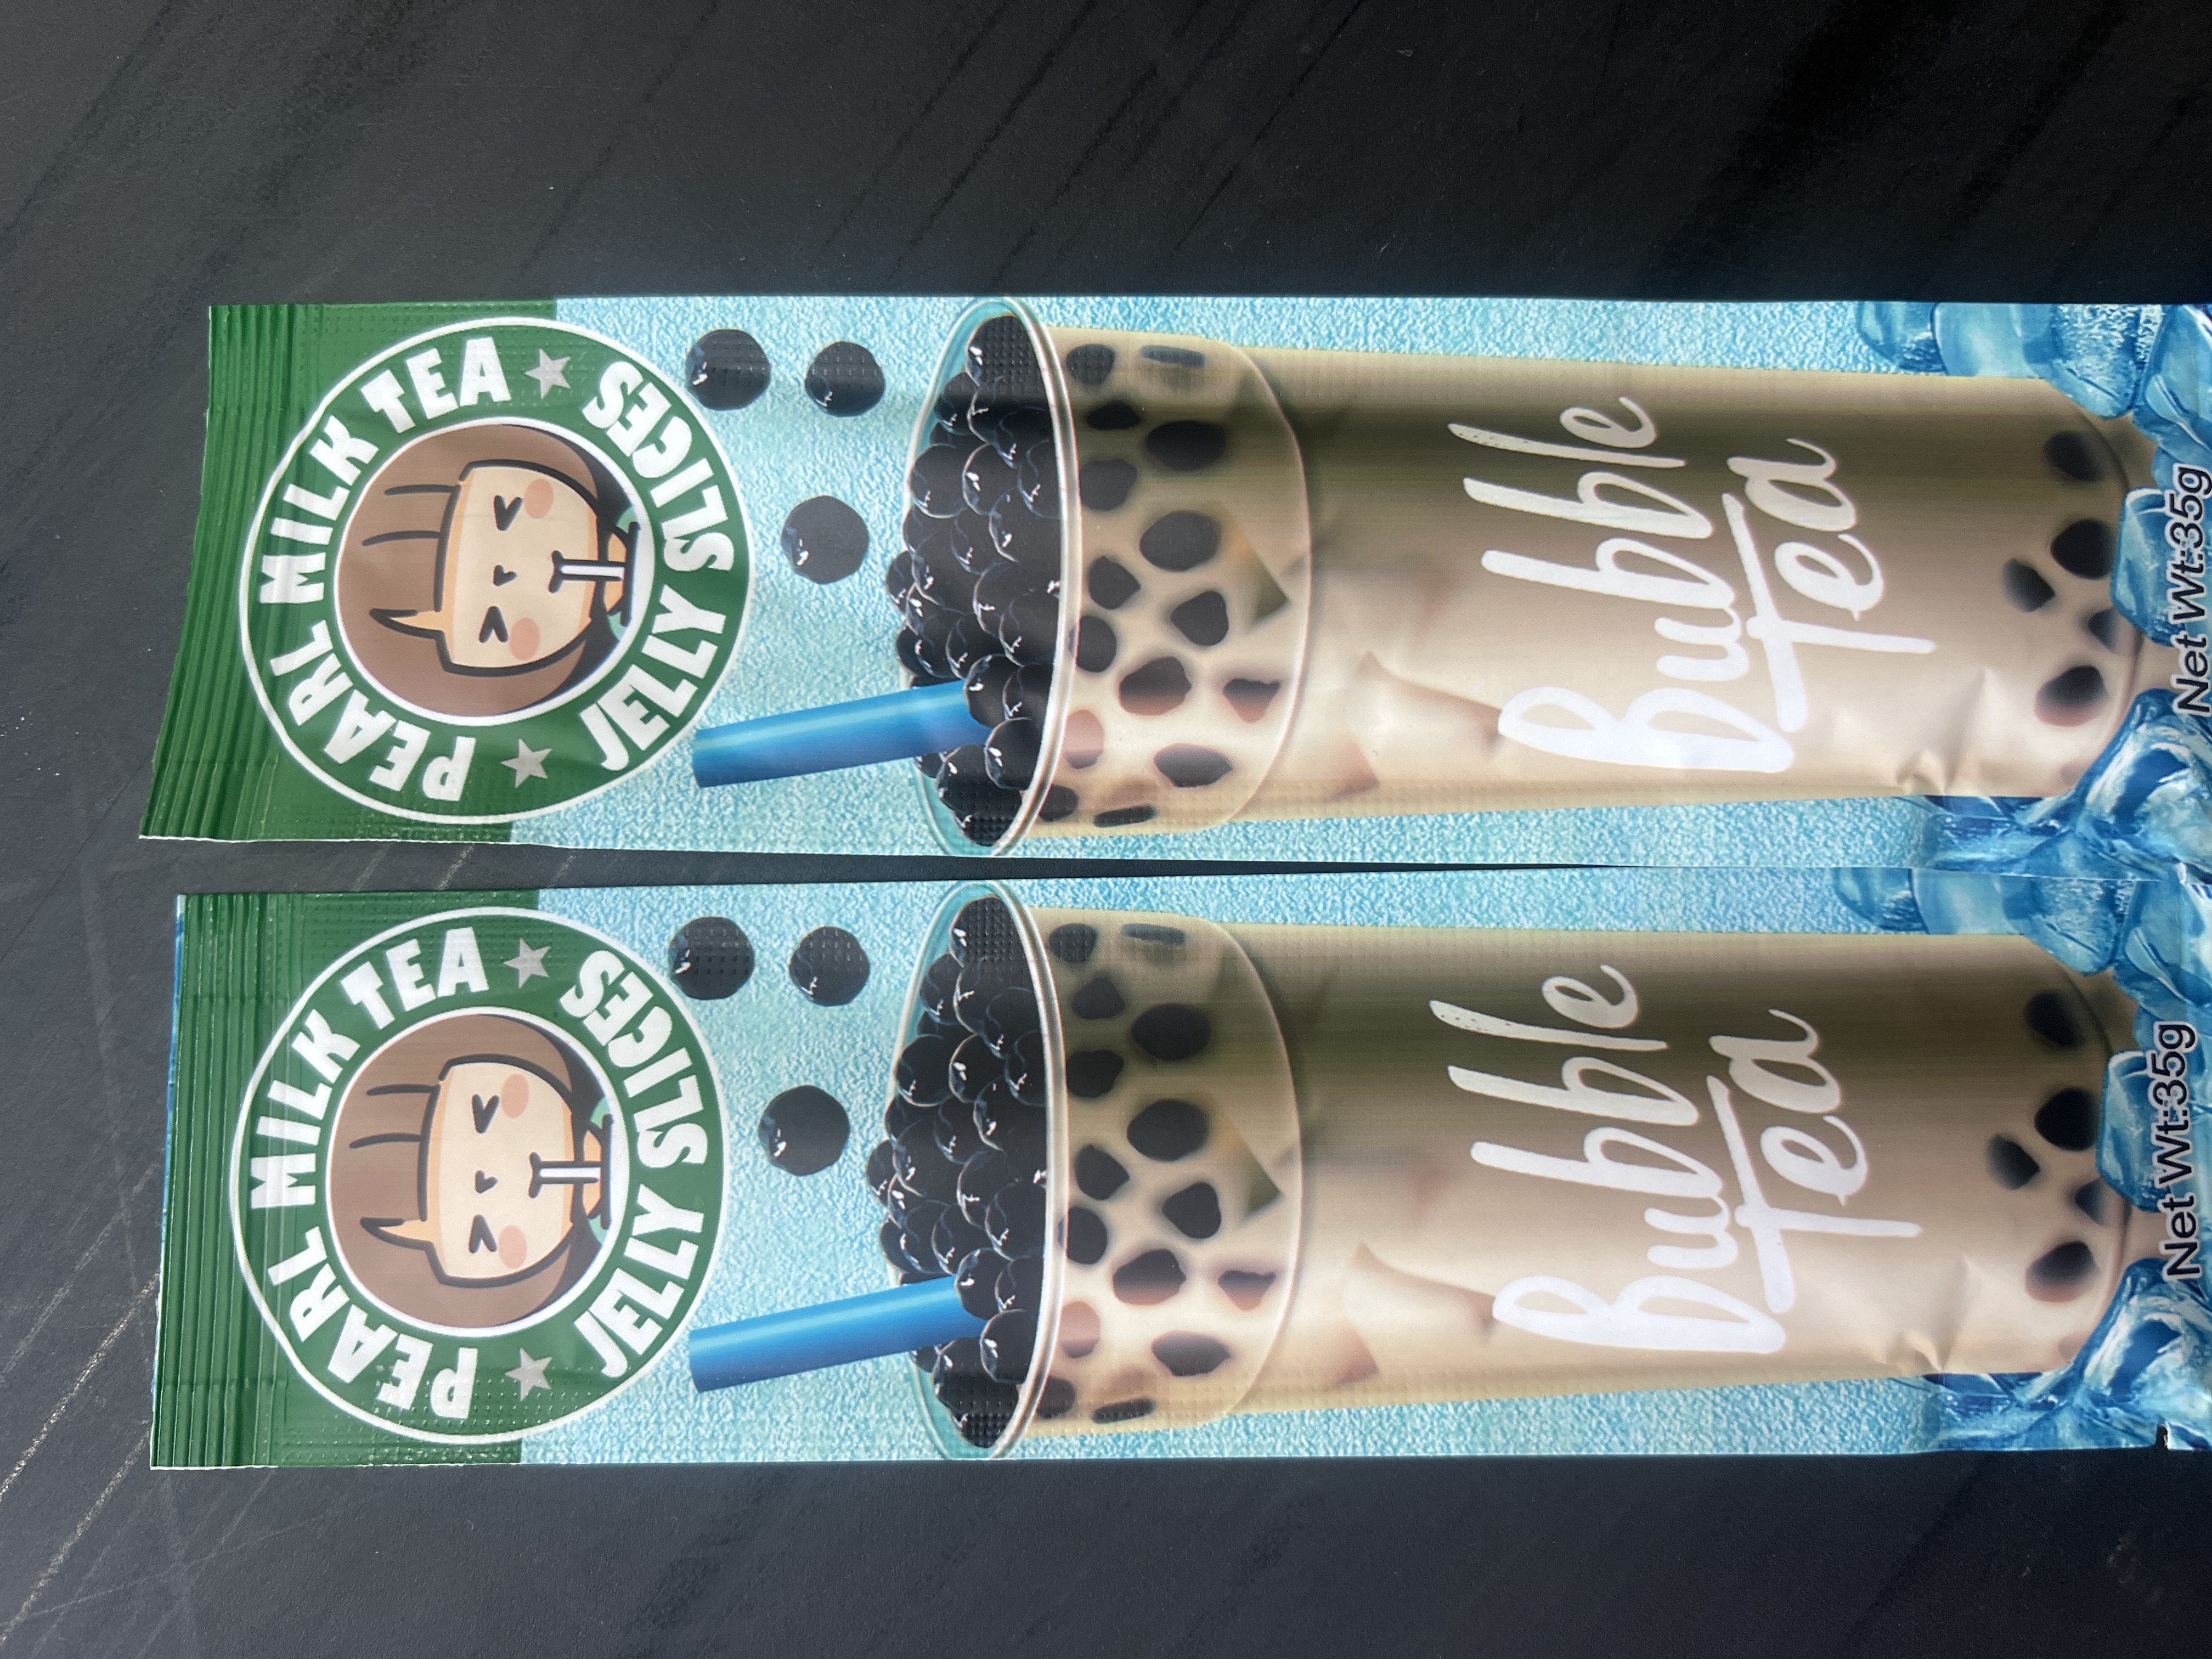 PEARL MILK TEA
JELLY SLICES
Bubble
Tea
Net Wt:35g
PEARL MILK TEA
JELLY SLICES
Bubble
Tea
Net Wt:35g